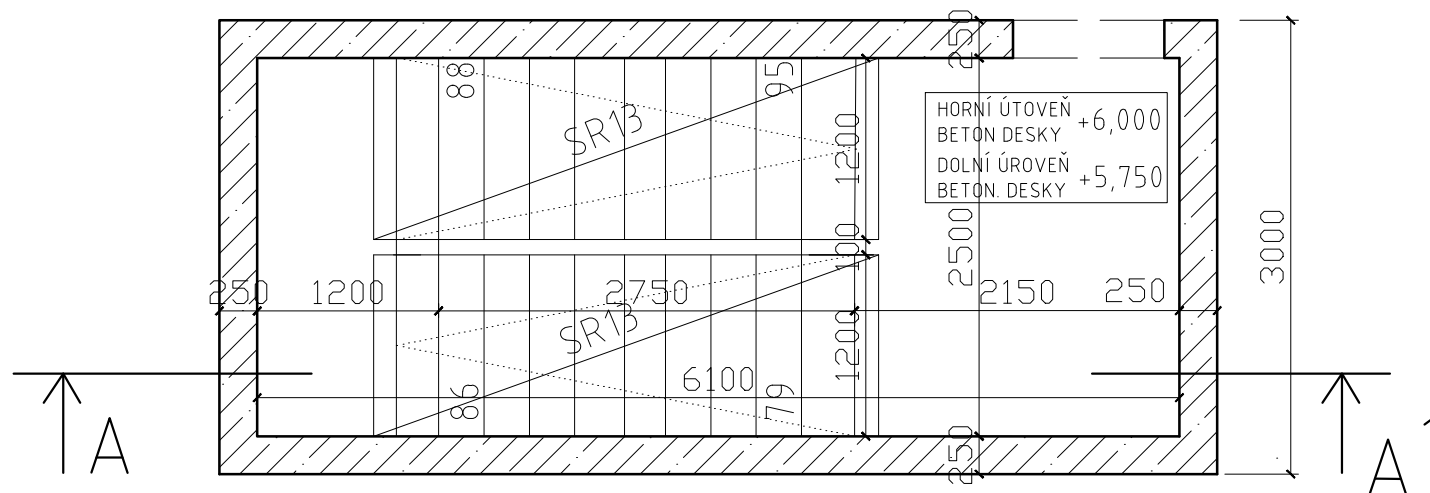 250
88
95
SR13
1200
HORNÍ ÚTOVEŇ
BETON DESKY
+6,000
DOLNÍ ÚROVEŇ
BETON. DESKY
+5,750
2500
3000
100
250
1200
2750
2150
250
SR13
1200
6100
86
79
250
A
A